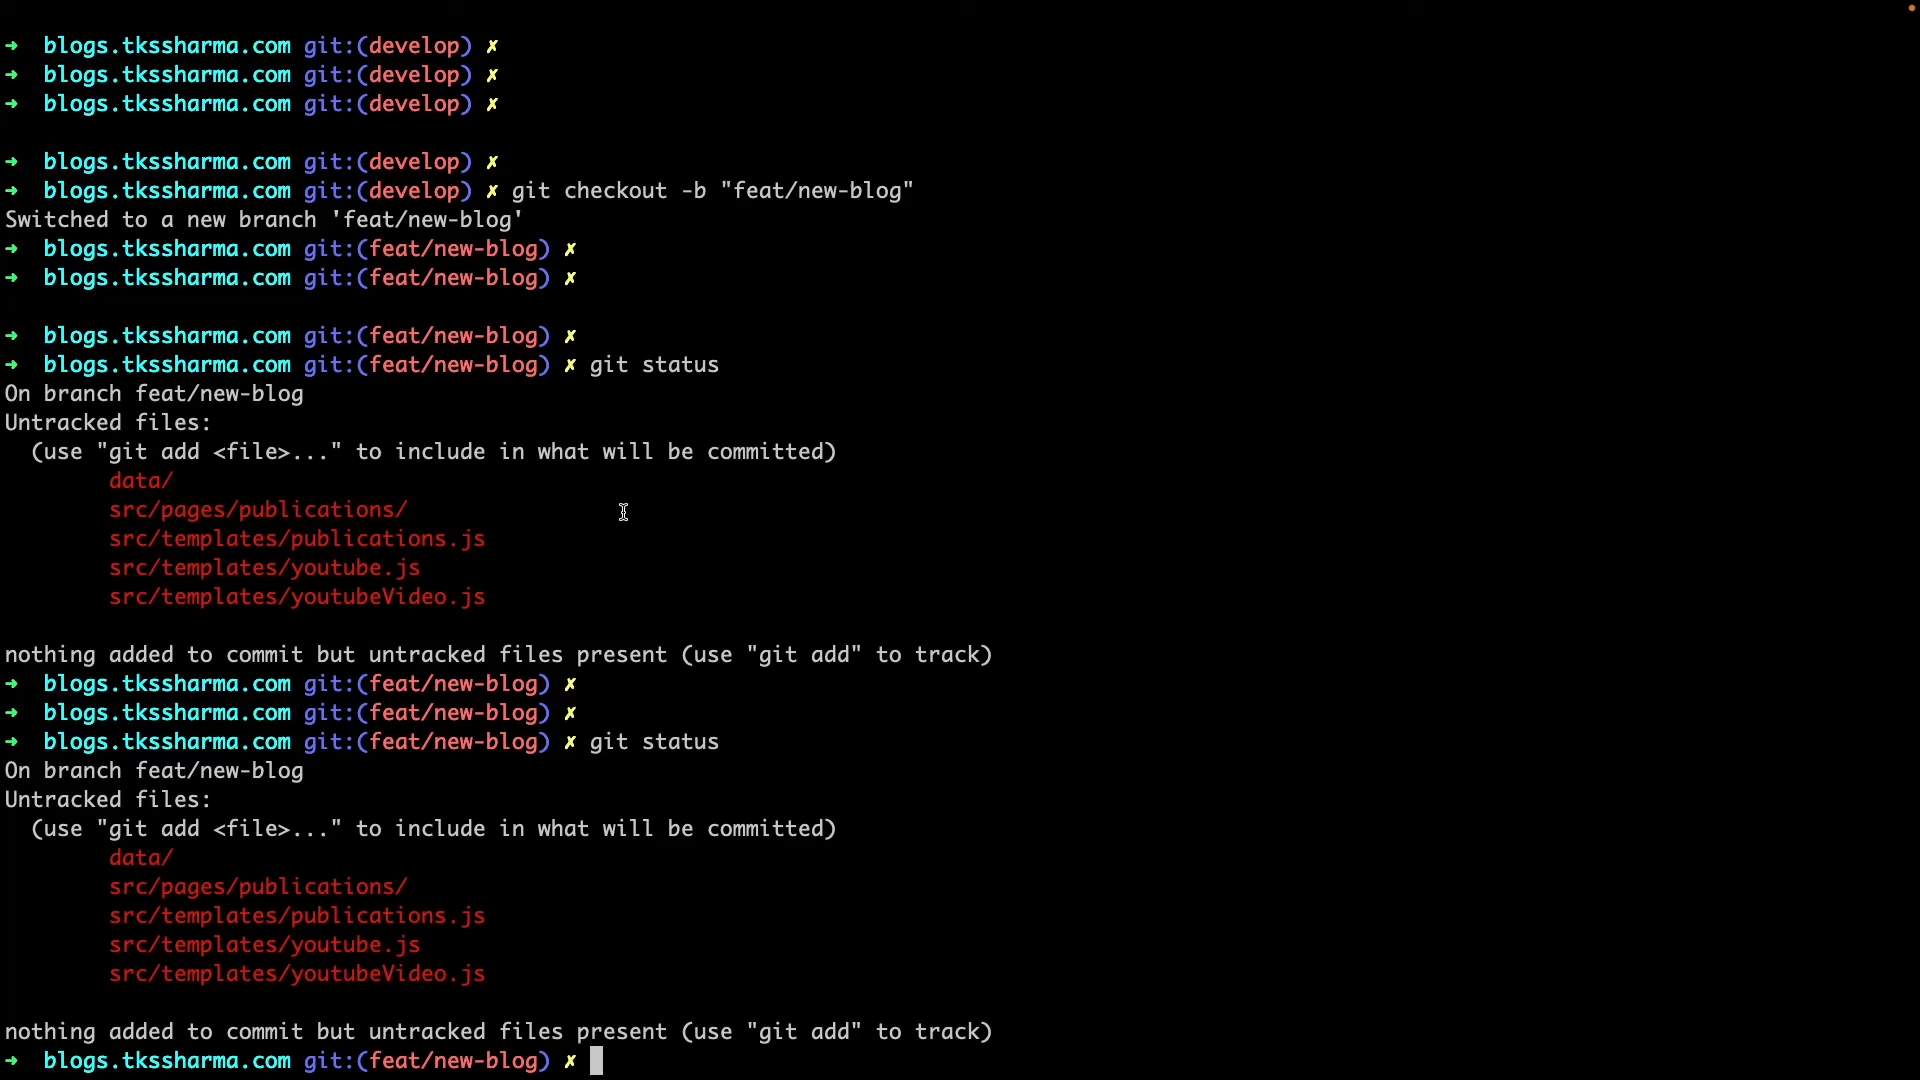 ➜  blogs.tkssharma.com git:(develop) ✗
➜  blogs.tkssharma.com git:(develop) ✗
➜  blogs.tkssharma.com git:(develop) ✗
➜  blogs.tkssharma.com git:(develop) ✗
➜  blogs.tkssharma.com git:(develop) ✗ git checkout -b "feat/new-blog"
Switched to a new branch 'feat/new-blog'
➜  blogs.tkssharma.com git:(feat/new-blog) ✗
➜  blogs.tkssharma.com git:(feat/new-blog) ✗
➜  blogs.tkssharma.com git:(feat/new-blog) ✗
➜  blogs.tkssharma.com git:(feat/new-blog) ✗ git status
On branch feat/new-blog
Untracked files:
  (use "git add <file>..." to include in what will be committed)
        data/
        src/pages/publications/
        src/templates/publications.js
        src/templates/youtube.js
        src/templates/youtubeVideo.js
nothing added to commit but untracked files present (use "git add" to track)
➜  blogs.tkssharma.com git:(feat/new-blog) ✗
➜  blogs.tkssharma.com git:(feat/new-blog) ✗
➜  blogs.tkssharma.com git:(feat/new-blog) ✗ git status
On branch feat/new-blog
Untracked files:
  (use "git add <file>..." to include in what will be committed)
        data/
        src/pages/publications/
        src/templates/publications.js
        src/templates/youtube.js
        src/templates/youtubeVideo.js
nothing added to commit but untracked files present (use "git add" to track)
➜  blogs.tkssharma.com git:(feat/new-blog) ✗